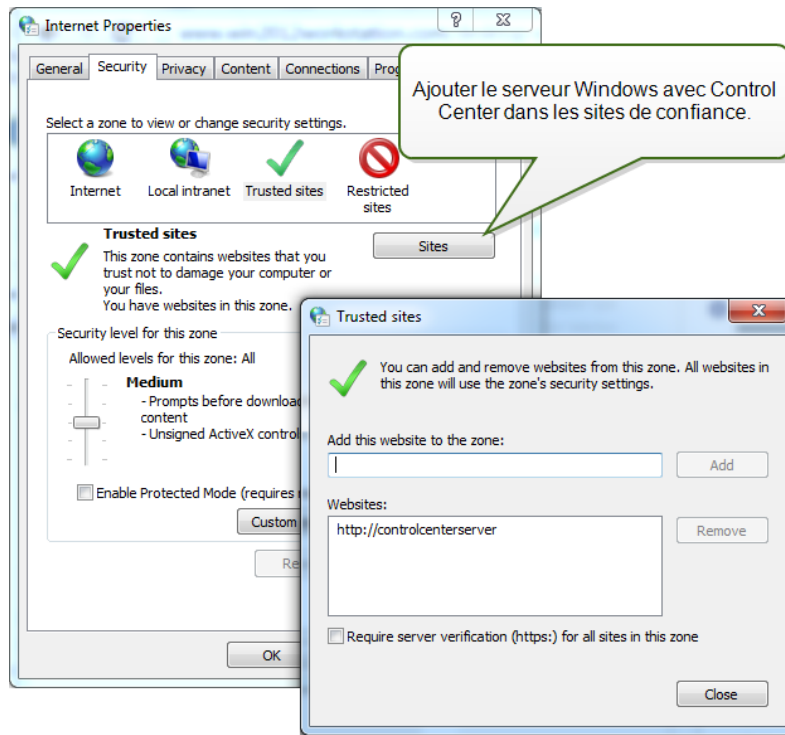 Internet Properties
General Security Privacy Content Connections
Ajouter le serveur Windows avec Control
Center dans les sites de confiance.
Select a zone to view or change security settings.
Internet
Local intranet
Trusted sites
Restricted
sites
Trusted sites
This zone contains websites that you
trust not to damage your computer or
your files.
You have websites in this zone.
Sites
Security level for this zone
Allowed levels for this zone: All
Medium
- Prompts before downloa
content
- Unsigned ActiveX control
Enable Protected Mode (requires
Custom
Re
OK
Trusted sites
You can add and remove websites from this zone. All websites in
this zone will use the zone's security settings.
Add this website to the zone:
Add
Websites:
http://controlcenterserver
Remove
Require server verification (https:) for all sites in this zone
Close